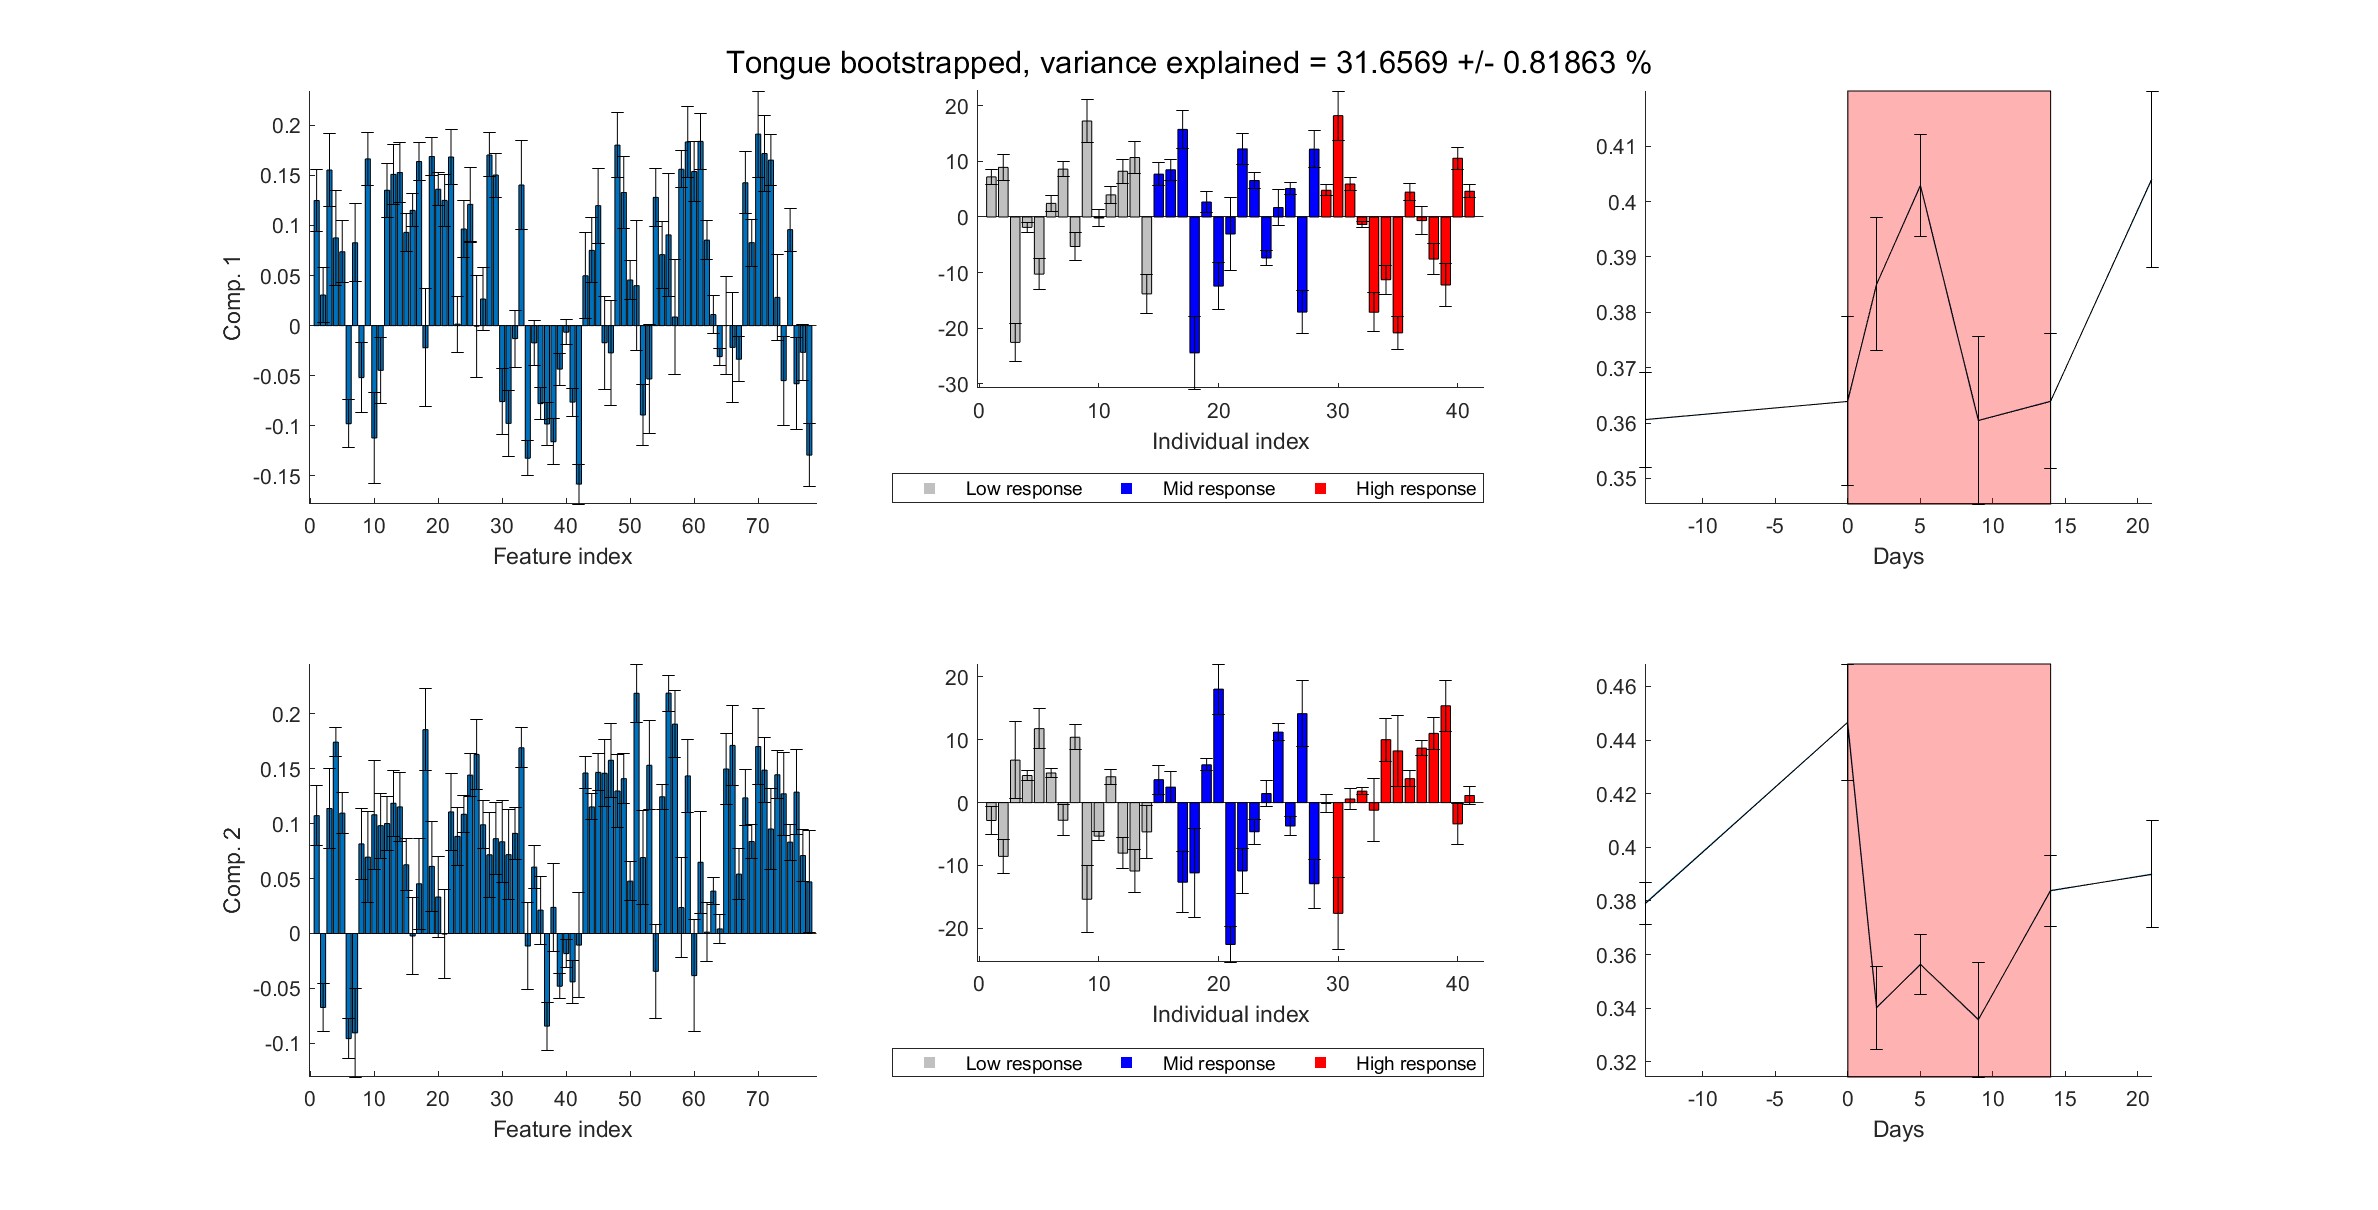 Tongue bootstrapped, variance explained = 31.6569 +/- 0.81863 %
Comp. 1
0.2
0.15
0.1
0.05
0
-0.05
-0.1
-0.15
0 10 20 30 40 50 60 70
Feature index
20
10
0
-10
-20
-30
0 10 20 30 40
Individual index
Low response Mid response High response
0.41
0.4
0.39
0.38
0.37
0.36
0.35
-10 -5 0 5 10 15 20
Days
Comp. 2
0.2
0.15
0.1
0.05
0
-0.05
-0.1
0 10 20 30 40 50 60 70
Feature index
20
10
0
-10
-20
0 10 20 30 40
Individual index
Low response Mid response High response
0.46
0.44
0.42
0.4
0.38
0.36
0.34
0.32
-10 -5 0 5 10 15 20
Days